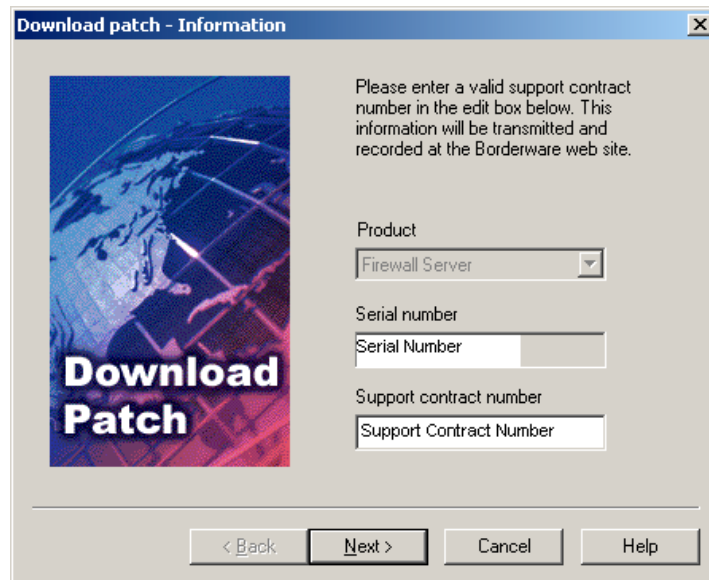 Download patch - Information
Please enter a valid support contract
number in the edit box below. This
information will be transmitted and
recorded at the Borderware web site.
Product
Firewall Server
Serial number
Serial Number
Support contract number
Support Contract Number
Download
Patch
< Back
Next >
Cancel
Help